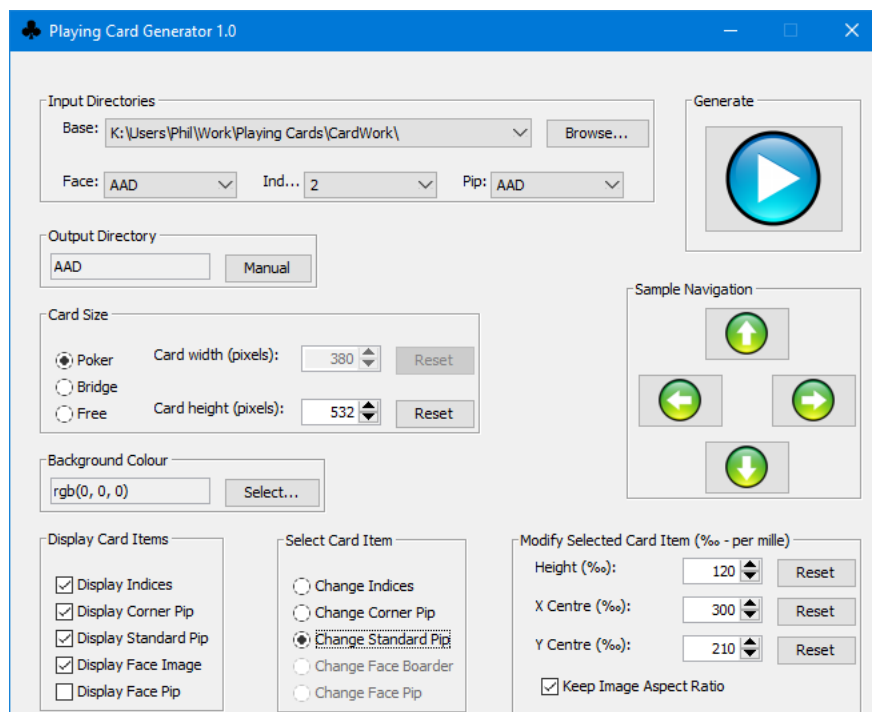 Playing Card Generator 1.0
Input Directories
Base: K:\Users\Phil\Work\Playing Cards\CardWork\ Browse...
Face: AAD Ind... 2 Pip: AAD
Generate
Output Directory
AAD Manual
Sample Navigation
Card Size
Poker Card width (pixels): 380 Reset
Bridge
Free Card height (pixels): 532 Reset
Background Colour
rgb(0, 0, 0) Select...
Display Card Items
Display Indices
Display Corner Pip
Display Standard Pip
Display Face Image
Display Face Pip
Select Card Item
Change Indices
Change Corner Pip
Change Standard Pip
Change Face Boarder
Change Face Pip
Modify Selected Card Item (‰ - per mille)
Height (‰): 120 Reset
X Centre (‰): 300 Reset
Y Centre (‰): 210 Reset
Keep Image Aspect Ratio